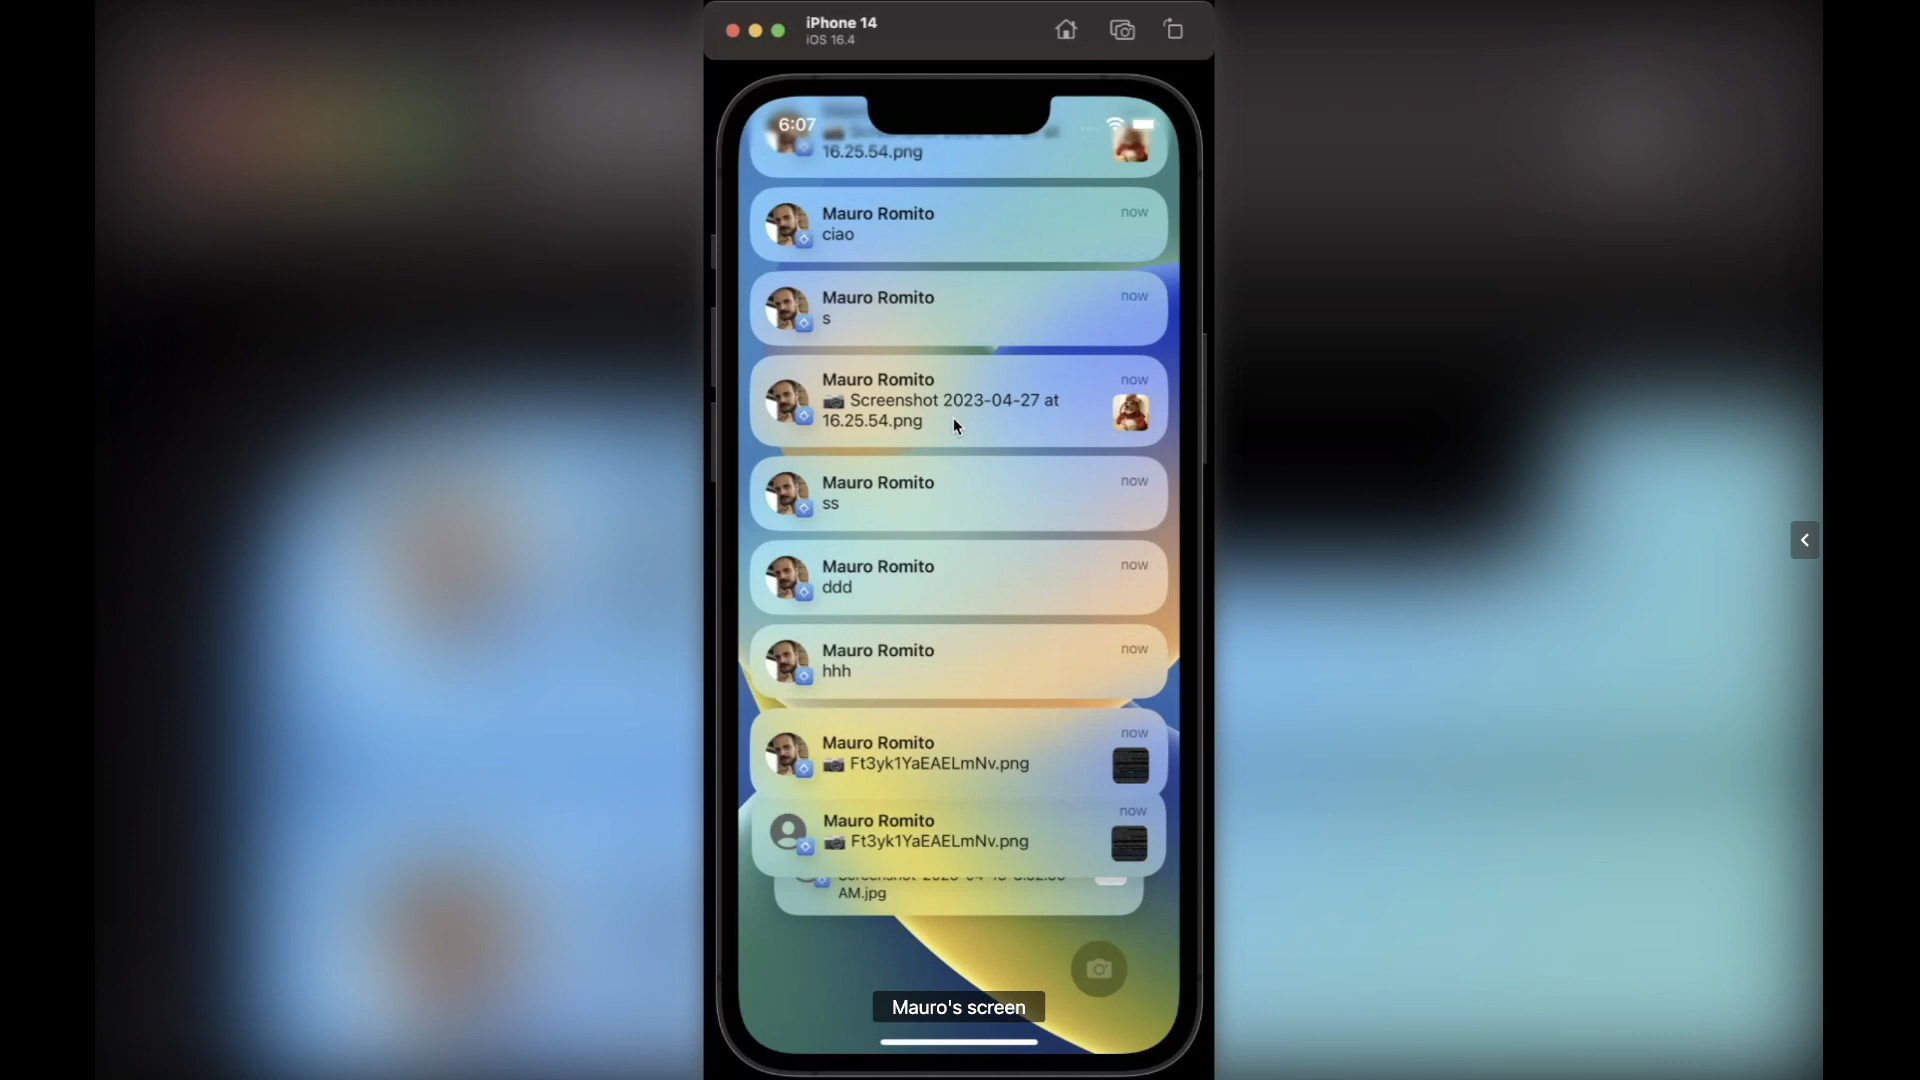 iPhone 14
iOS 16.4
6:07
16.25.54.png
Mauro Romito
now
ciao
Mauro Romito
now
s
Mauro Romito
now
Screenshot 2023-04-27 at
16.25.54.png
Mauro Romito
now
ss
Mauro Romito
now
ddd
Mauro Romito
now
hhh
Mauro Romito
now
Ft3yk1YaEAELmNv.png
Mauro Romito
now
Ft3yk1YaEAELmNv.png
AM.jpg
Mauro's screen